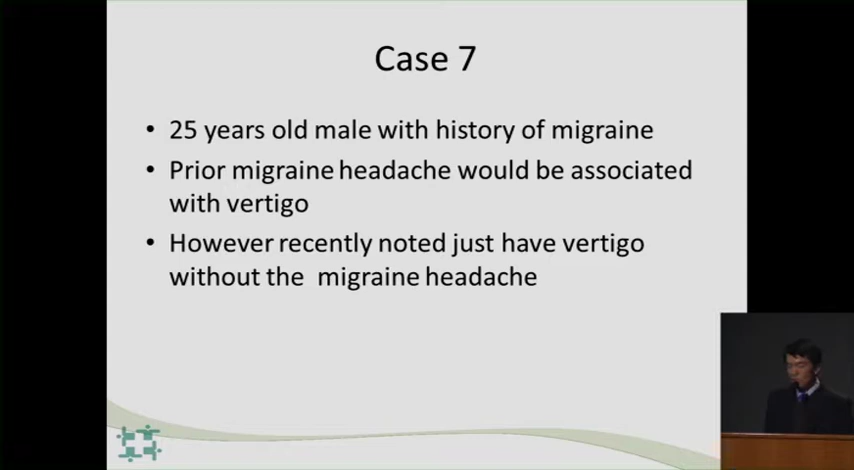 Case 7
• 25 years old male with history of migraine
• Prior migraine headache would be associated
with vertigo
• However recently noted just have vertigo
without the  migraine headache